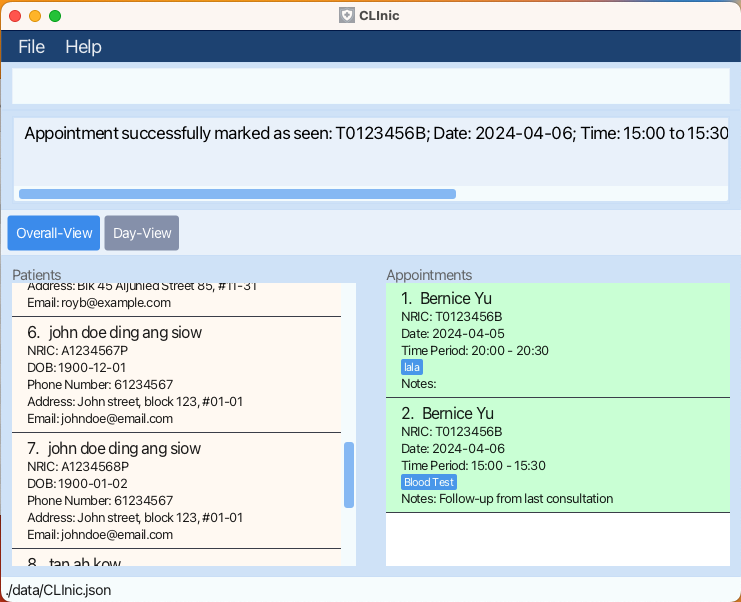 CLInic
File Help
Appointment successfully marked as seen: T0123456B; Date: 2024-04-06; Time: 15:00 to 15:30
Overall-View Day-View
Patients
Address: Blk 45 Aljunied Street 85, #11-31
Email: royb@example.com
6. john doe ding ang siow
NRIC: A1234567P
DOB: 1900-12-01
Phone Number: 61234567
Address: John street, block 123, #01-01
Email: johndoe@email.com
7. john doe ding ang siow
NRIC: A1234568P
DOB: 1900-01-02
Phone Number: 61234567
Address: John street, block 123, #01-01
Email: johndoe@email.com
8. tan ah kow
Appointments
1. Bernice Yu
NRIC: T0123456B
Date: 2024-04-05
Time Period: 20:00 - 20:30
lala
Notes:
2. Bernice Yu
NRIC: T0123456B
Date: 2024-04-06
Time Period: 15:00 - 15:30
Blood Test
Notes: Follow-up from last consultation
./data/CLInic.json